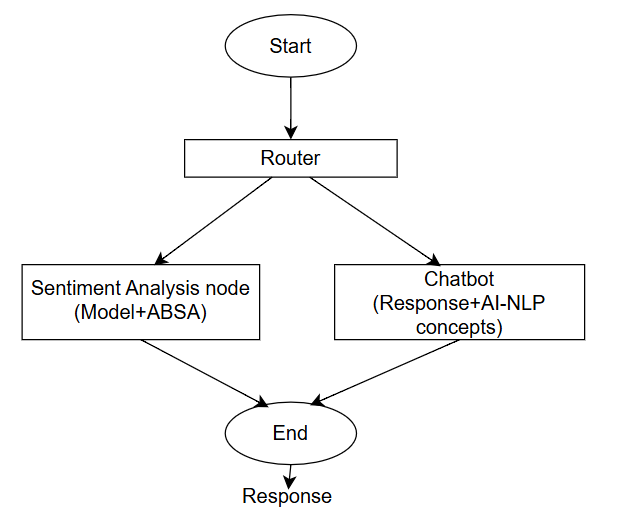 Start
Router
Sentiment Analysis node
(Model+ABSA)
Chatbot
(Response+AI-NLP
concepts)
End
Response